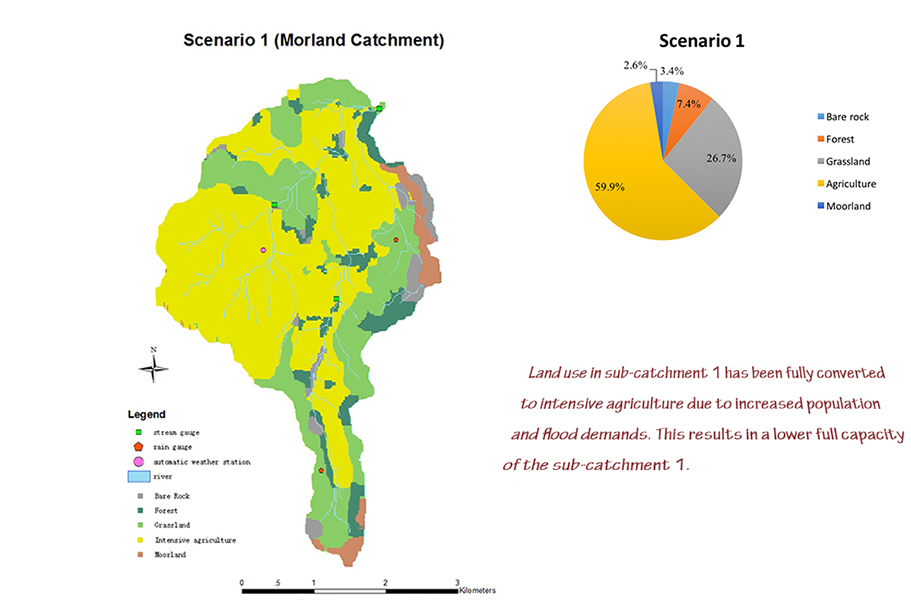 Scenario 1 (Morland Catchment)
Scenario 1
2.6%
3.4%
7.4%
26.7%
59.9%
Bare rock
Forest
Grassland
Agriculture
Moorland
N
Land use in sub-catchment 1 has been fully converted
to intensive agriculture due to increased population
and flood demands. This results in a lower full capacity
of the sub-catchment 1.
Legend
stream gauge
rain gauge
automatic weather station
river
Bare Rock
Forest
Grassland
Intensive agriculture
Moorland
0 .5 1 2 3
Kilometers